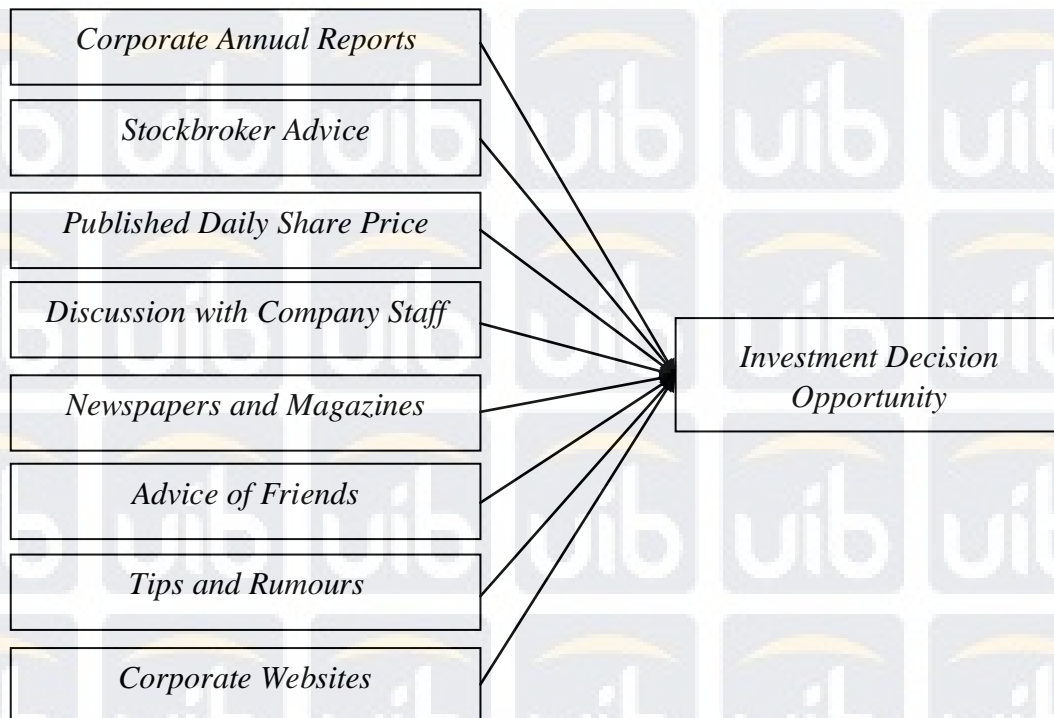 Corporate Annual Reports
Stockbroker Advice
Published Daily Share Price
Discussion with Company Staff
Newspapers and Magazines
Advice of Friends
Tips and Rumours
Corporate Websites
Investment Decision
Opportunity
uib